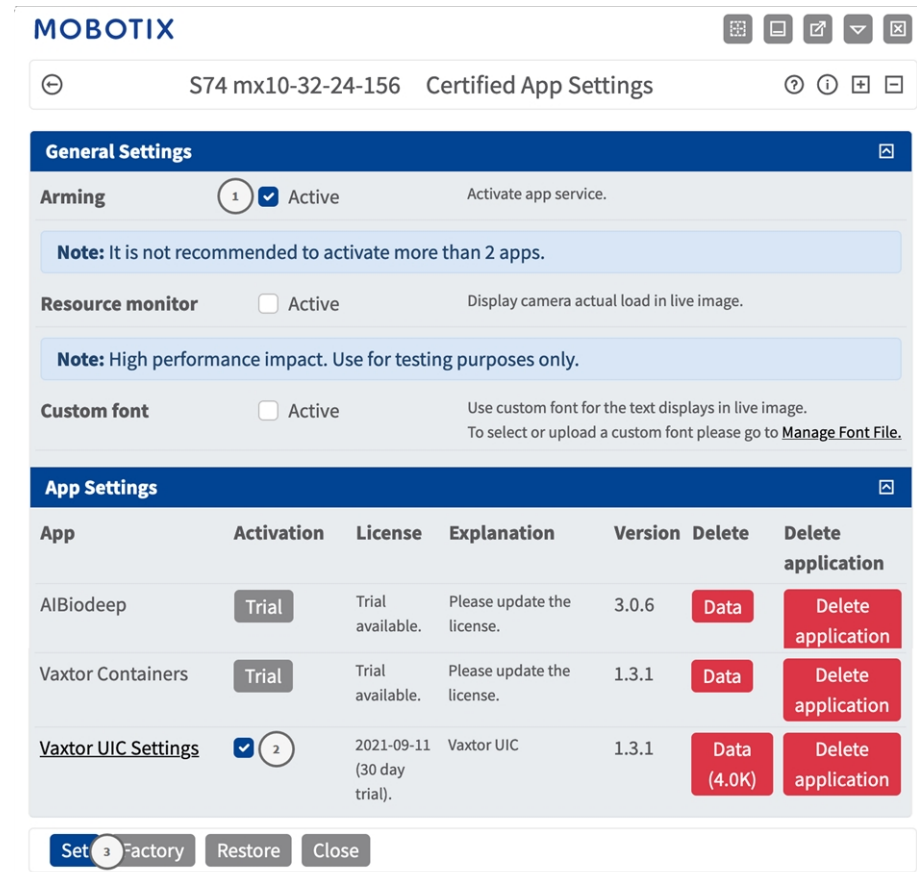 MOBOTIX
S74 mx10-32-24-156 Certified App Settings
General Settings
Arming 1 Active Activate app service.
Note: It is not recommended to activate more than 2 apps.
Resource monitor Active Display camera actual load in live image.
Note: High performance impact. Use for testing purposes only.
Custom font Active Use custom font for the text displays in live image.
To select or upload a custom font please go to Manage Font File.
App Settings
App Activation License Explanation Version Delete Delete
application
AIBiodeep Trial Trial Please update the 3.0.6 Data Delete
available. license. application
Vaxtor Containers Trial Trial Please update the 1.3.1 Data Delete
available. license. application
Vaxtor UIC Settings 2 2021-09-11 Vaxtor UIC 1.3.1 Data Delete
(30 day (4.0K) application
trial).
Set 3 Factory Restore Close